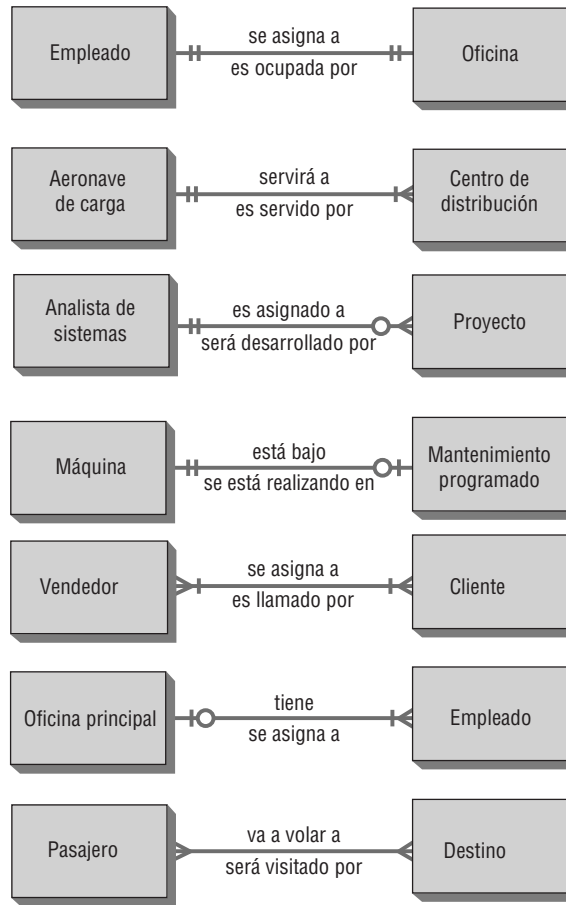 Empleado
se asigna a
es ocupada por
Oficina
Aeronave
de carga
servirá a
es servido por
Centro de
distribución
Analista de
sistemas
es asignado a
será desarrollado por
Proyecto
Máquina
está bajo
se está realizando en
Mantenimiento
programado
Vendedor
se asigna a
es llamado por
Cliente
Oficina principal
tiene
se asigna a
Empleado
Pasajero
va a volar a
será visitado por
Destino